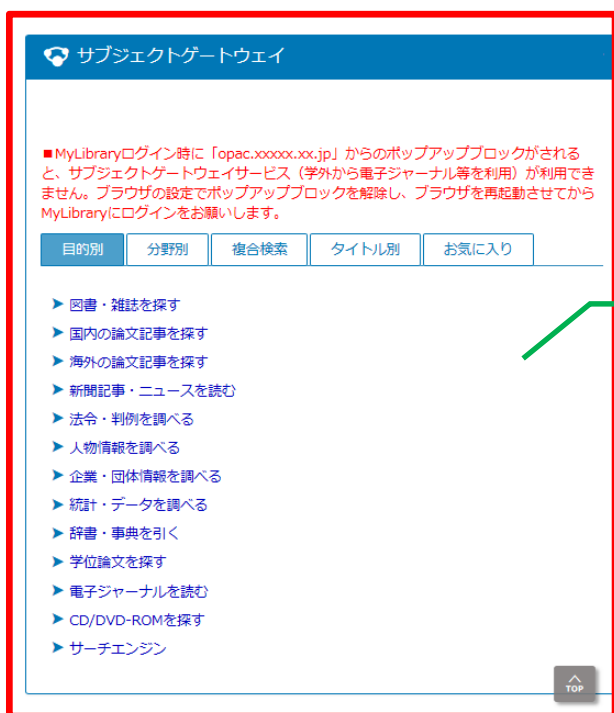 サブジェクトゲートウェイ
■MyLibraryログイン時に「opac.xxxxx.xx.jp」からのポップアップブロックがされる
と、サブジェクトゲートウェイサービス（学外から電子ジャーナル等を利用）が利用でき
ません。ブラウザの設定でポップアップブロックを解除し、ブラウザを再起動させてから
MyLibraryにログインをお願いします。
目的別 分野別 複合検索 タイトル別 お気に入り
図書・雑誌を探す
国内の論文記事を探す
海外の論文記事を探す
新聞記事・ニュースを読む
法令・判例を調べる
人物情報を調べる
企業・団体情報を調べる
統計・データを調べる
辞書・事典を引く
学位論文を探す
電子ジャーナルを読む
CD/DVD-ROMを探す
サーチエンジン
TOP